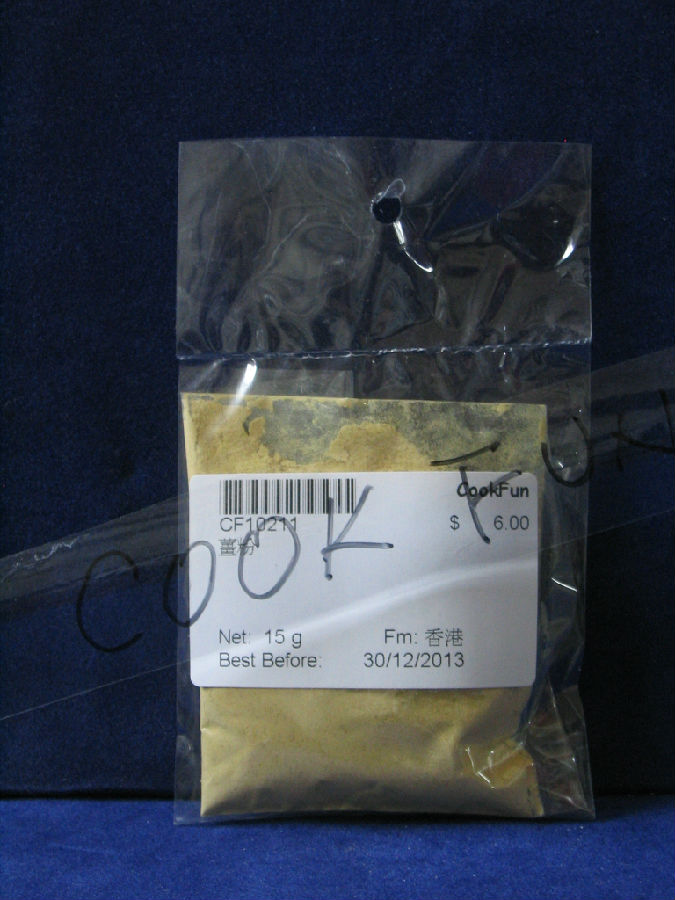 CookFun
CF10211
$ 6.00
薑粉
Net: 15 g Fm: 香港
Best Before: 30/12/2013
COOK FUN